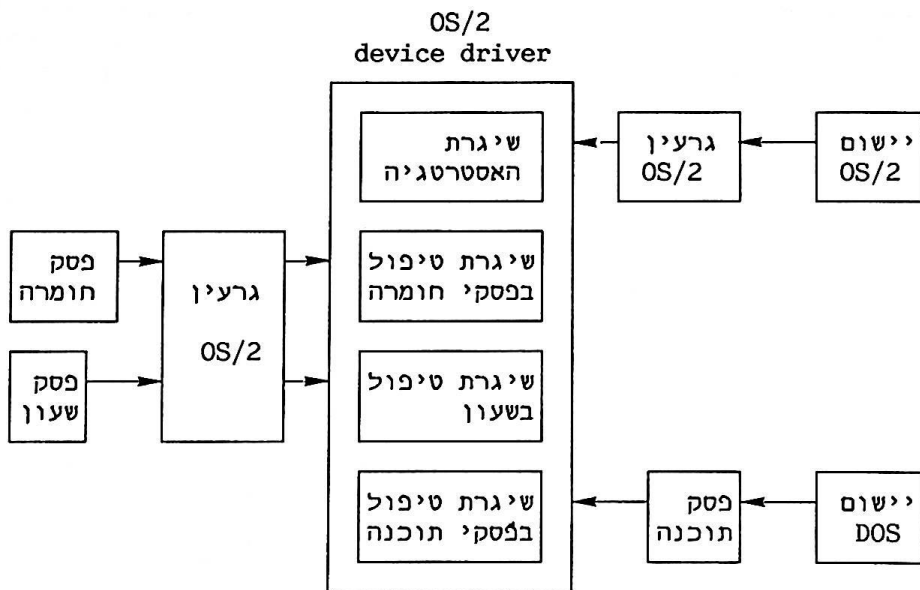 OS/2
device driver
שיגרת
האסטרטגיה
גרעין
OS/2
יישום
OS/2
פסק
חומרה
גרעין
OS/2
שיגרת טיפול
בפסקי חומרה
פסק
שעון
שיגרת טיפול
בשעון
שיגרת טיפול
בפסקי תוכנה
פסק
תוכנה
יישום
DOS